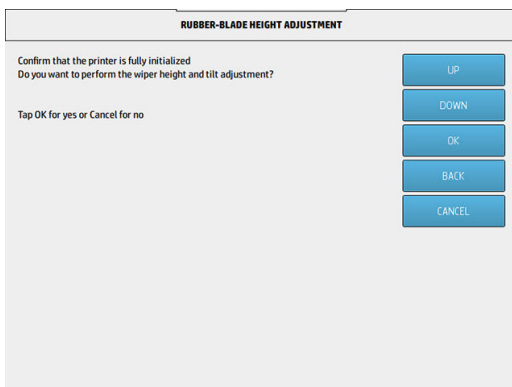 RUBBER-BLADE HEIGHT ADJUSTMENT
Confirm that the printer is fully initialized
Do you want to perform the wiper height and tilt adjustment?
Tap OK for yes or Cancel for no
UP
DOWN
OK
BACK
CANCEL